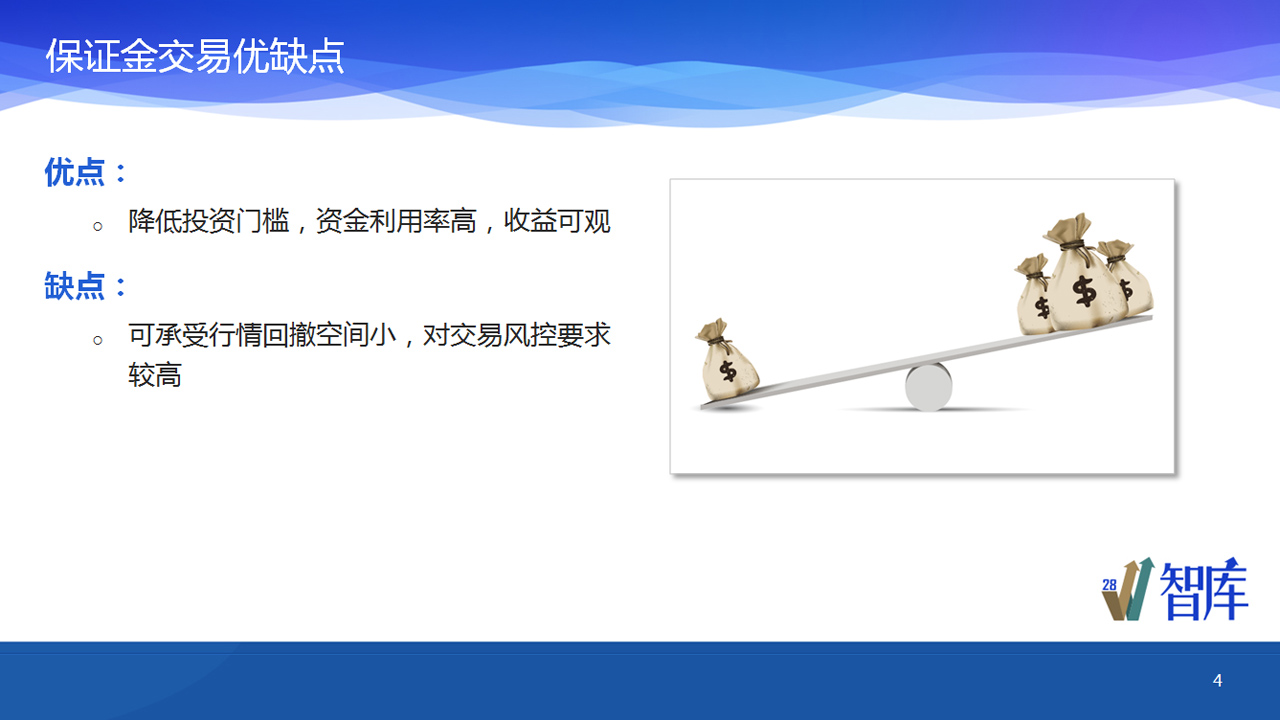 保证金交易优缺点
优点：
降低投资门槛，资金利用率高，收益可观
缺点：
可承受行情回撤空间小，对交易风控要求
较高
$
$
$
$
28
智库
4